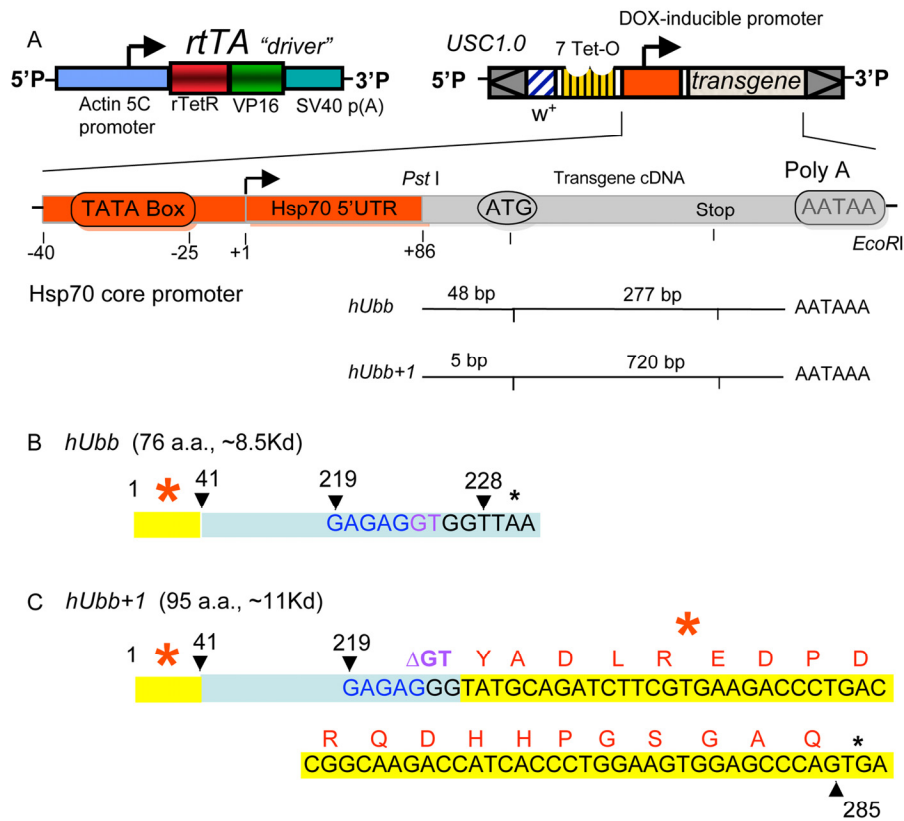 A
rtTA "driver"
5'P
3'P
Actin 5C
promoter
rTetR
VP16
SV40 p(A)
DOX-inducible promoter
USC1.0
7 Tet-O
5'P
transgene
3'P
w+
Pst I
Transgene cDNA
Poly A
TATA Box
Hsp70 5'UTR
ATG
Stop
AATAA
-40
-25
+1
+86
EcoRI
Hsp70 core promoter
hUbb
48 bp
277 bp
AATAAA
hUbb+1
5 bp
720 bp
AATAAA
B hUbb (76 a.a., ~8.5Kd)
1 * 41 219 228 *
GAGAGGTGGTTAA
C hUbb+1 (95 a.a., ~11Kd)
1 * 41 219 *
ΔGT Y A D L R E D P D
GAGAGGGTATGCAGATCTTCGTGAAGACCCTGAC
R Q D H H P G S G A Q *
CGGCAAGACCATCACCCTGGAAGTGGAGCCCAGTGA
285